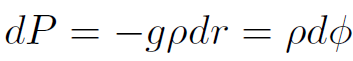 dP = −gρdr = ρdϕ